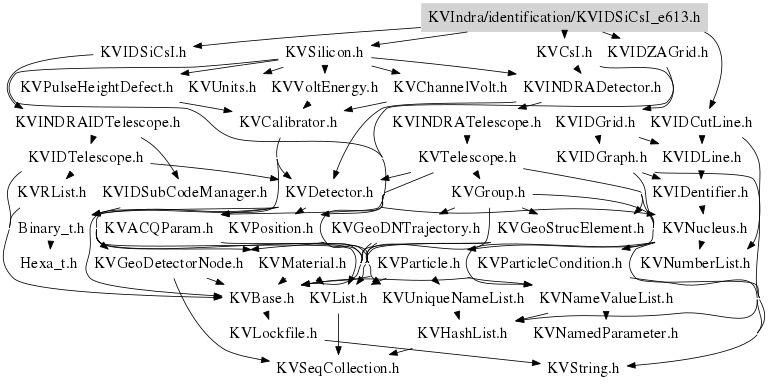 KVIndra/identification/KVIDSiCsI_e613.h
KVIDSiCsI.h KVSilicon.h KVCsI.h KVIDZAGrid.h
KVPulseHeightDefect.h KVUnits.h KVVoltEnergy.h KVChannelVolt.h KVINDRADetector.h
KVINDRAIDTelescope.h KVCalibrator.h KVINDRATelescope.h KVIDGrid.h KVIDCutLine.h
KVIDTelescope.h KVTelescope.h KVIDGraph.h KVIDLine.h
KVRList.h KVIDSubCodeManager.h KVDetector.h KVGroup.h KVIDentifier.h
Binary_t.h KVACQParam.h KVPosition.h KVGeoDNTrajectory.h KVGeoStrucElement.h KVNucleus.h
Hexa_t.h KVGeoDetectorNode.h KVMaterial.h KVParticle.h KVParticleCondition.h KVNumberList.h
KVBase.h KVList.h KVUniqueNameList.h KVNameValueList.h
KVLockfile.h KVHashList.h KVNamedParameter.h
KVSeqCollection.h KVString.h